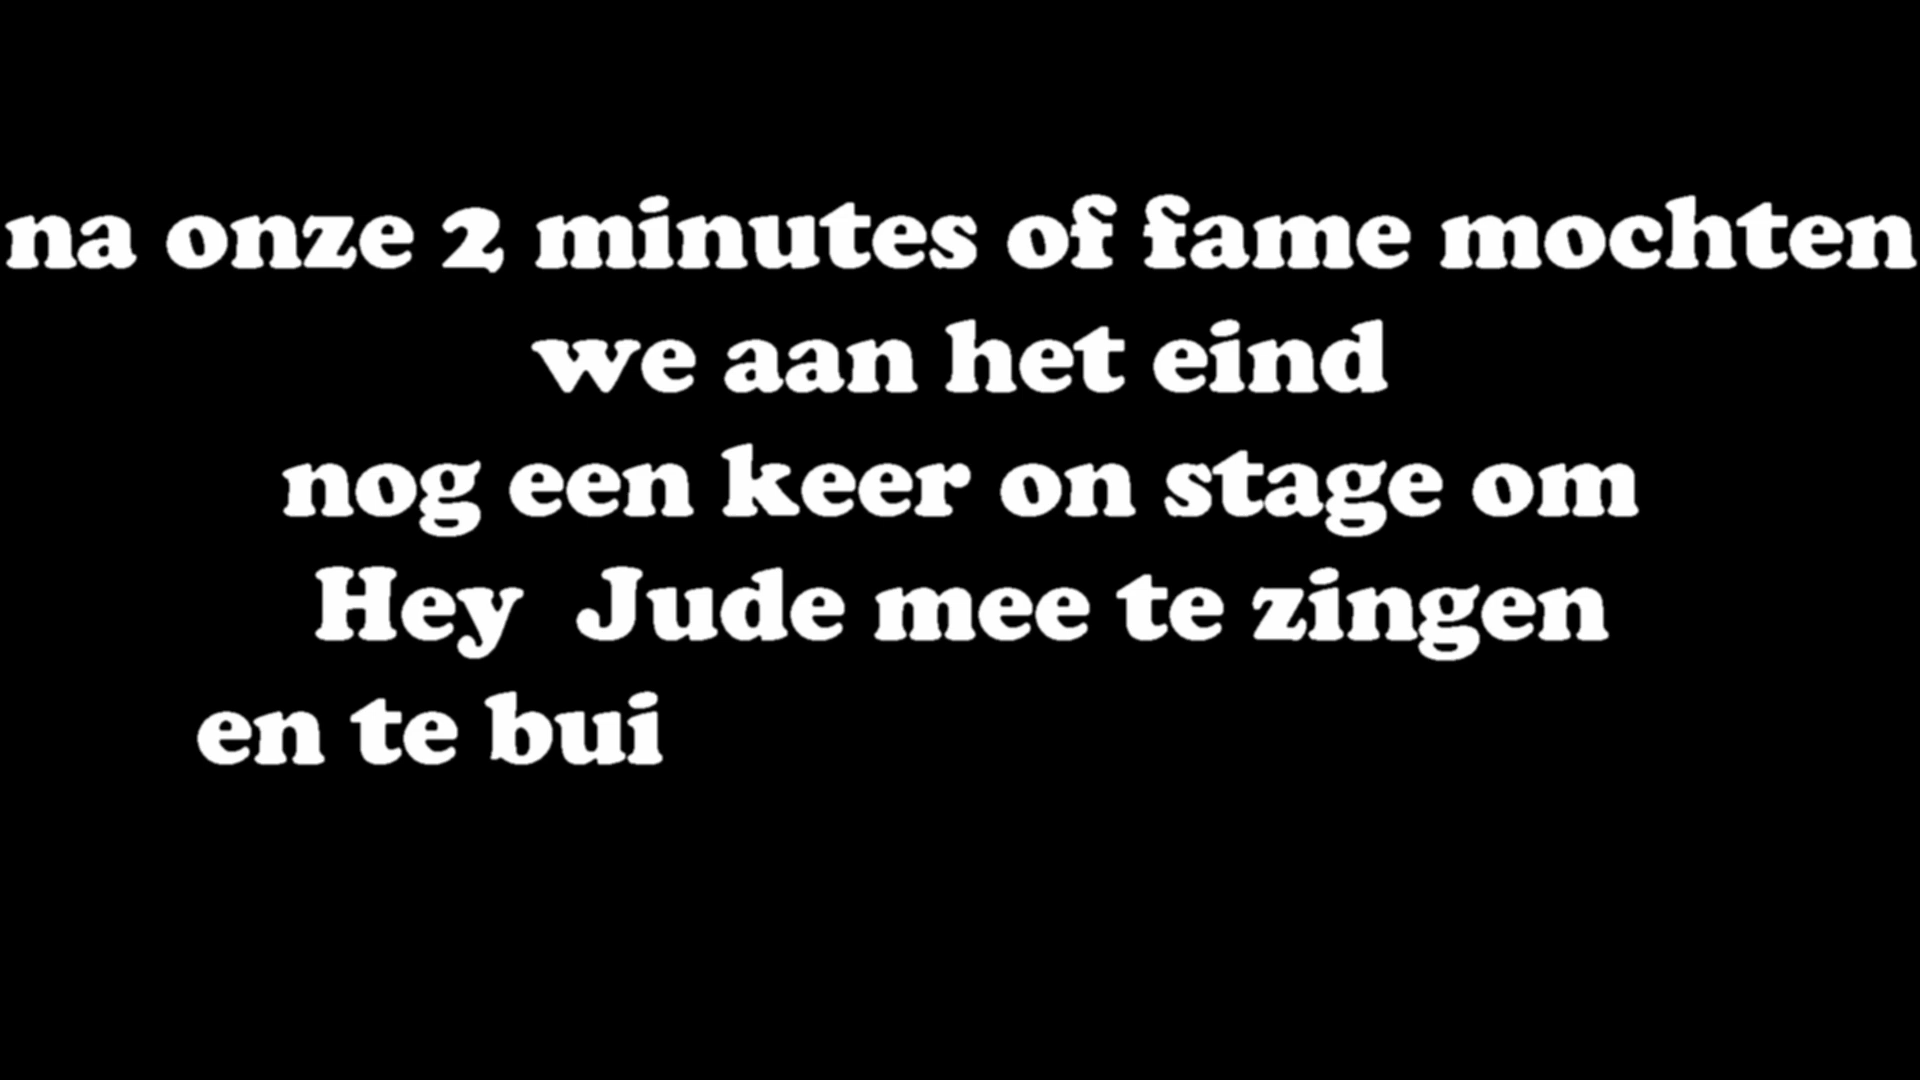 na onze 2 minutes of fame mochten
we aan het eind
nog een keer on stage om
Hey  Jude mee te zingen
en te bui